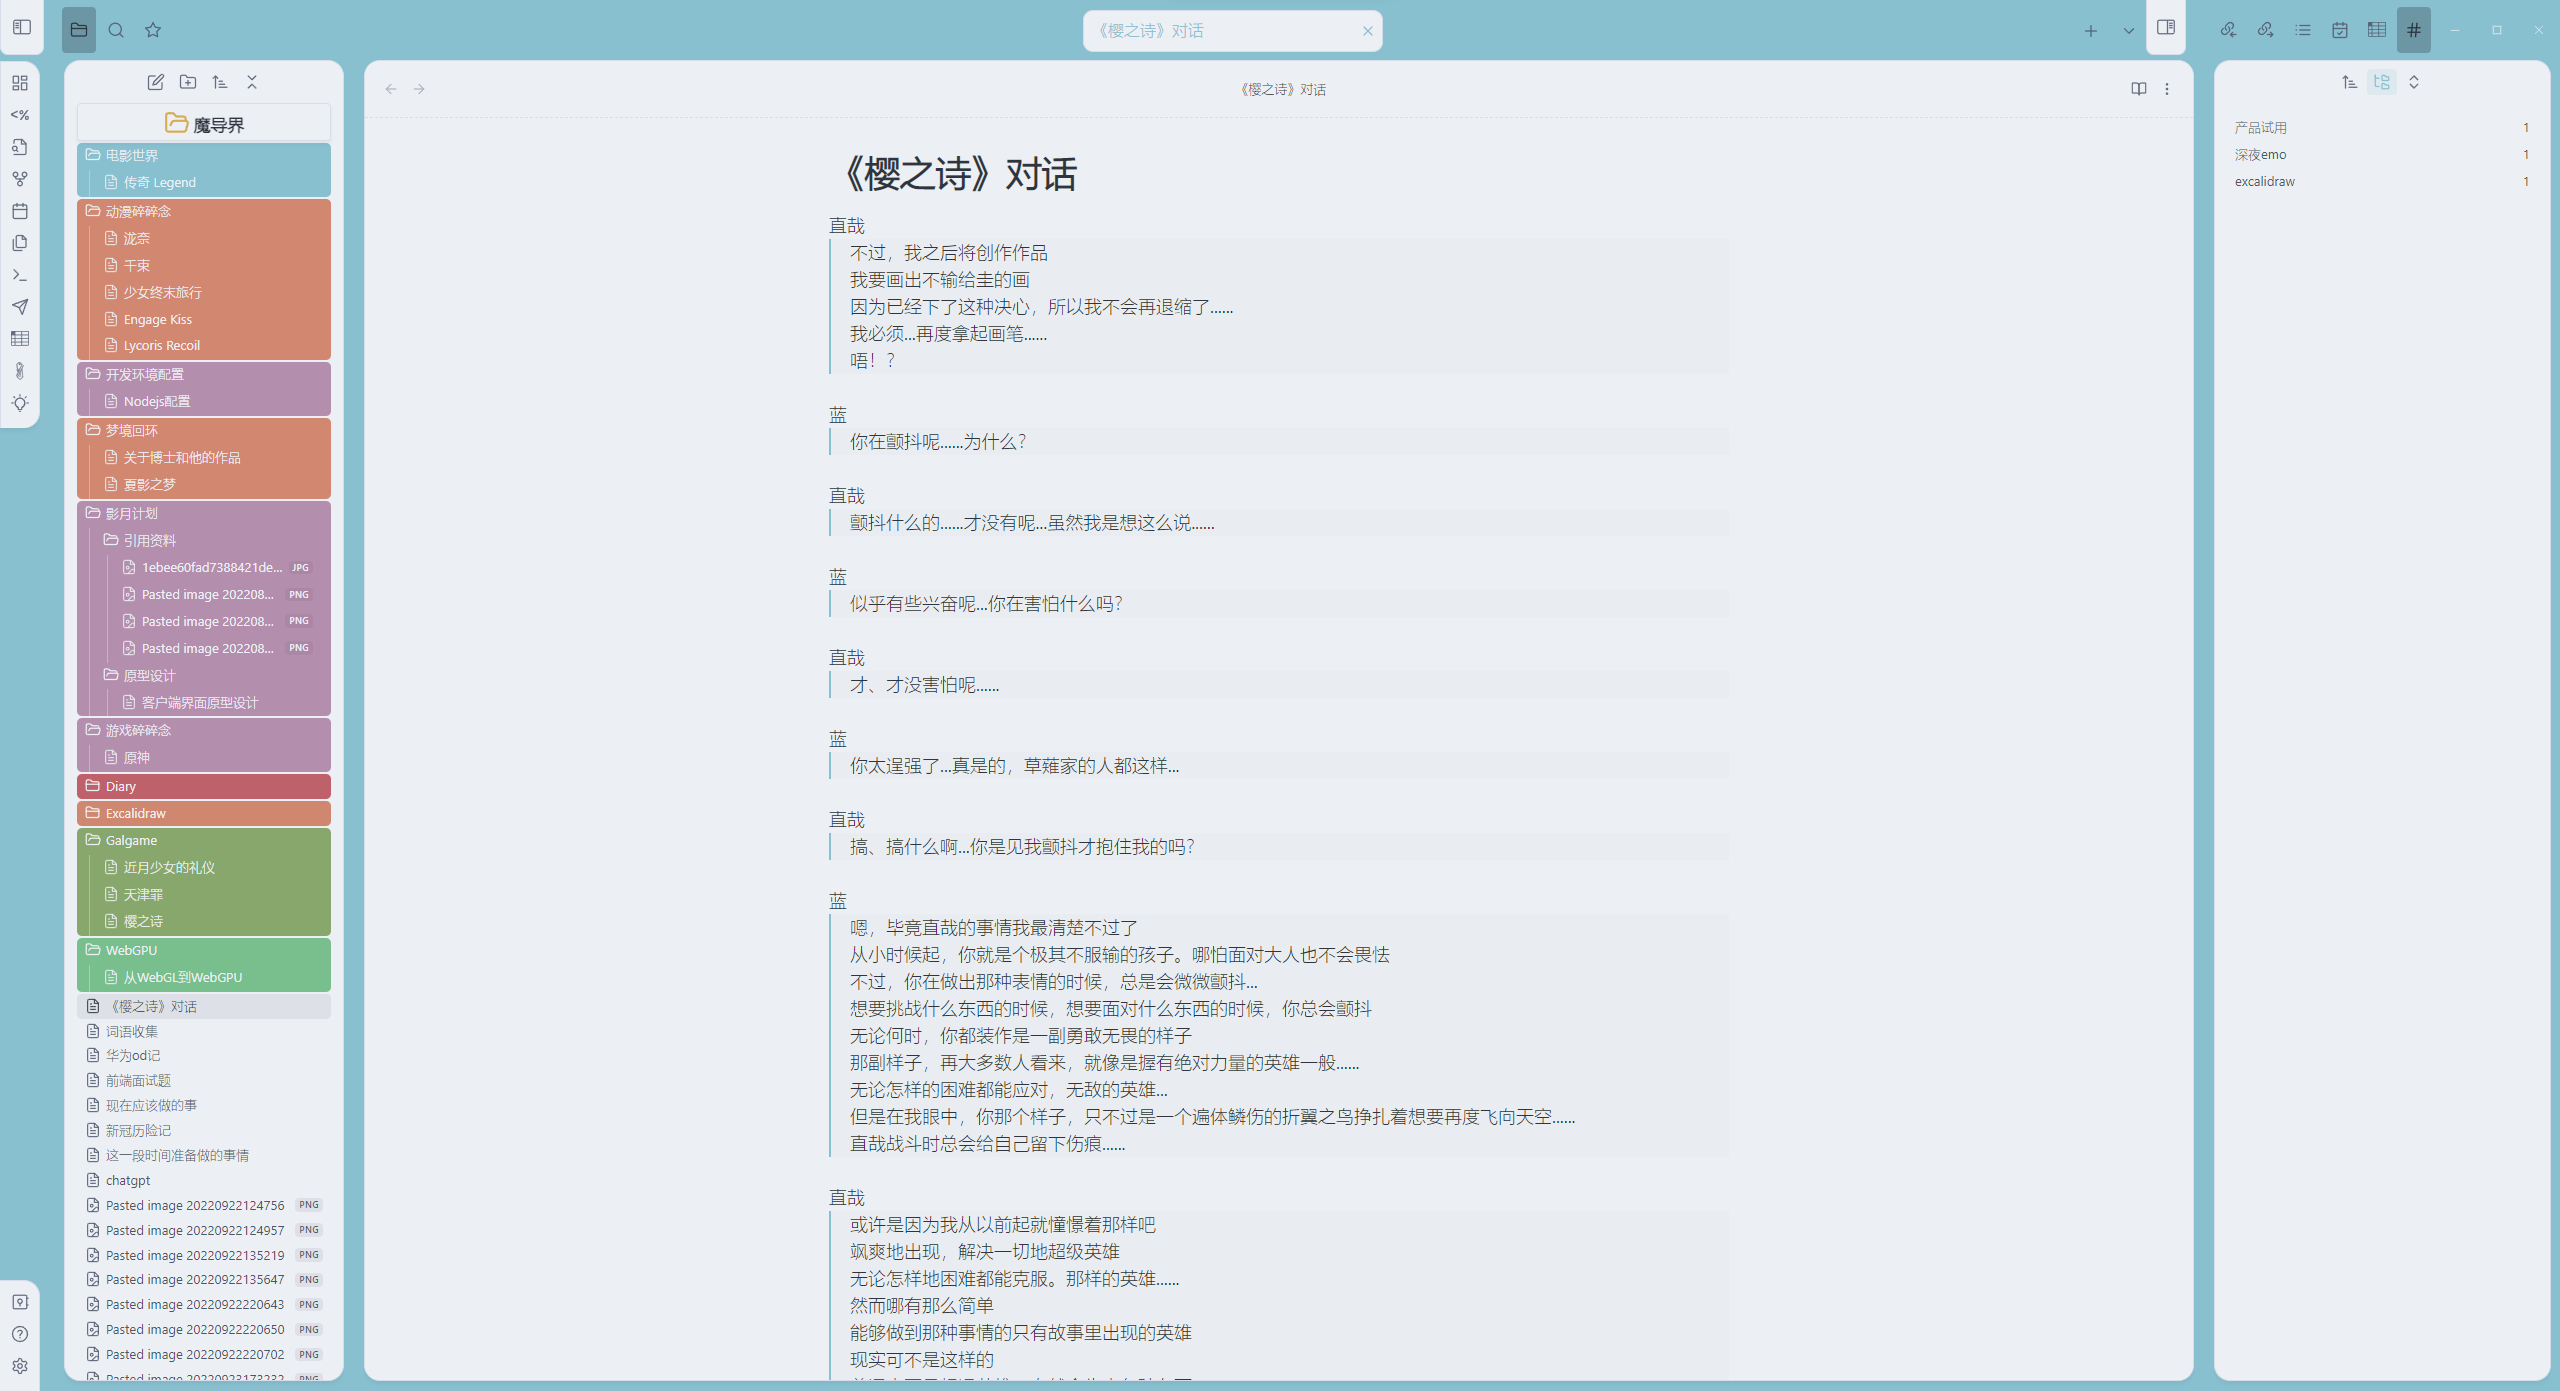 《樱之诗》对话
魔导界
电影世界
传奇 Legend
动漫碎碎念
泷奈
千束
少女终末旅行
Engage Kiss
Lycoris Recoil
开发环境配置
Nodejs配置
梦境回环
关于博士和他的作品
夏影之梦
影月计划
引用资料
1ebee60fad7388421de... JPG
Pasted image 202208... PNG
Pasted image 202208... PNG
Pasted image 202208... PNG
原型设计
客户端界面原型设计
游戏碎碎念
原神
Diary
Excalidraw
Galgame
近月少女的礼仪
天津罪
樱之诗
WebGPU
从WebGL到WebGPU
《樱之诗》对话
词语收集
华为od记
前端面试题
现在应该做的事
新冠历险记
这一段时间准备做的事情
chatgpt
Pasted image 20220922124756 PNG
Pasted image 20220922124957 PNG
Pasted image 20220922135219 PNG
Pasted image 20220922135647 PNG
Pasted image 20220922220643 PNG
Pasted image 20220922220650 PNG
Pasted image 20220922220702 PNG
《樱之诗》对话
《樱之诗》对话
直哉
不过，我之后将创作作品
我要画出不输给圭的画
因为已经下了这种决心，所以我不会再退缩了......
我必须...再度拿起画笔......
唔！？
蓝
你在颤抖呢......为什么？
直哉
颤抖什么的......才没有呢...虽然我是想这么说......
蓝
似乎有些兴奋呢...你在害怕什么吗？
直哉
才、才没害怕呢......
蓝
你太逞强了...真是的，草薙家的人都这样...
直哉
搞、搞什么啊...你是见我颤抖才抱住我的吗？
蓝
嗯，毕竟直哉的事情我最清楚不过了
从小时候起，你就是个极其不服输的孩子。哪怕面对大人也不会畏怯
不过，你在做出那种表情的时候，总是会微微颤抖...
想要挑战什么东西的时候，想要面对什么东西的时候，你总会颤抖
无论何时，你都装作是一副勇敢无畏的样子
那副样子，再大多数人看来，就像是握有绝对力量的英雄一般......
无论怎样的困难都能应对，无敌的英雄...
但是在我眼中，你那个样子，只不过是一个遍体鳞伤的折翼之鸟挣扎着想要再度飞向天空......
直哉战斗时总会给自己留下伤痕......
直哉
或许是因为我从以前起就憧憬着那样吧
飒爽地出现，解决一切地超级英雄
无论怎样地困难都能克服。那样的英雄......
然而哪有那么简单
能够做到那种事情的只有故事里出现的英雄
现实可不是这样的
产品试用 1
深夜emo 1
excalidraw 1